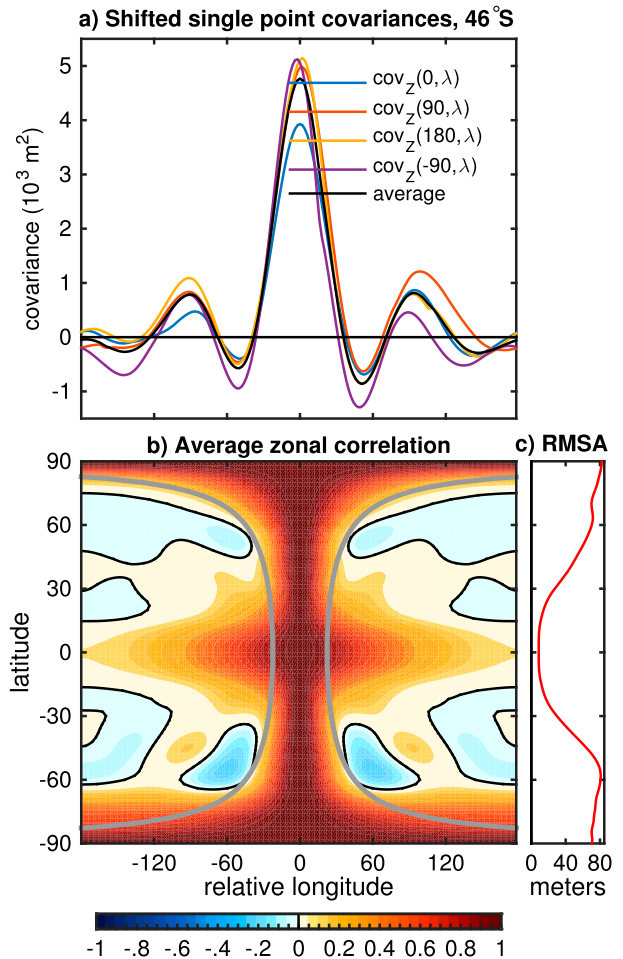 a) Shifted single point covariances, 46°S
5
4
3
2
1
0
-1
covariance (10³ m²)
cov_Z(0,λ)
cov_Z(90,λ)
cov_Z(180,λ)
cov_Z(-90,λ)
average
b) Average zonal correlation
c) RMSA
90
60
30
0
-30
-60
-90
latitude
-120 -60 0 60 120
relative longitude
0 40 80
meters
-1 -.8 -.6 -.4 -.2 0 0.2 0.4 0.6 0.8 1